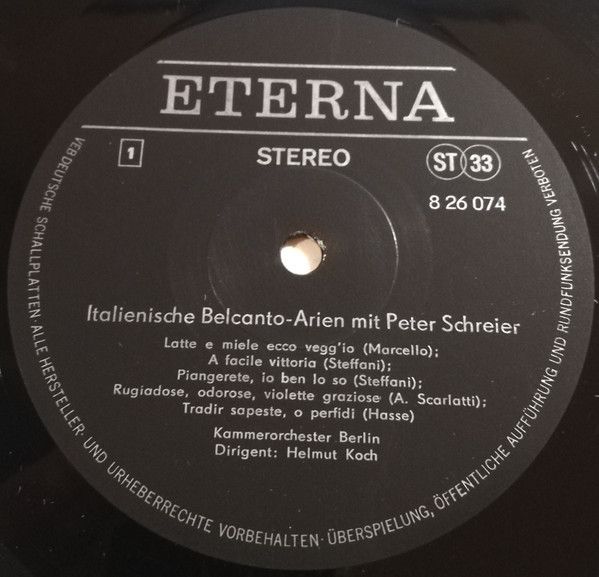 ETERNA
1
STEREO
ST 33
8 26 074
Italienische Belcanto-Arien mit Peter Schreier
Latte e miele ecco vegg'io (Marcello);
A facile vittoria (Steffani);
Piangerete, io ben lo so (Steffani);
Rugiadose, odorose, violette graziose (A. Scarlatti);
Tradir sapeste, o perfidi (Hasse)
Kammerorchester Berlin
Dirigent: Helmut Koch
VEB DEUTSCHE SCHALLPLATTEN · ALLE HERSTELLER- UND URHEBERRECHTE VORBEHALTEN · ÜBERSPIELUNG, ÖFFENTLICHE AUFFÜHRUNG UND RUNDFUNKSENDUNG VERBOTEN